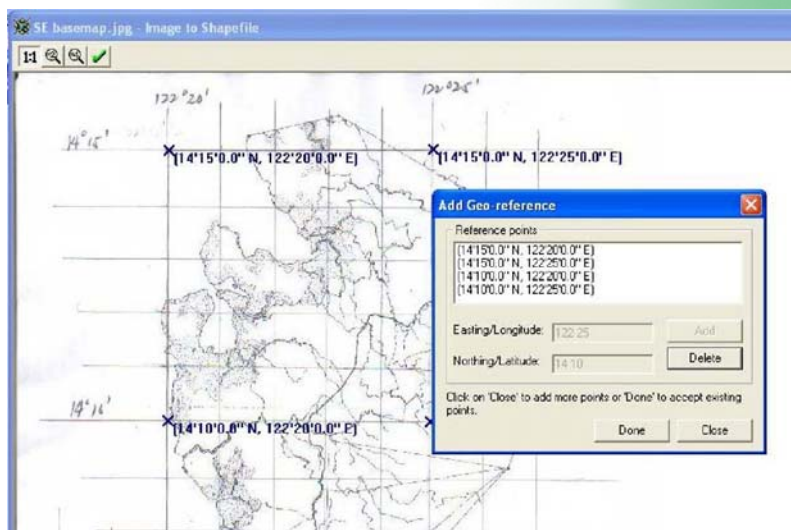 SE basemap.jpg - Image to Shapefile
1:1
122°20' 122°25'
14°15'
(14°15'0.0" N, 122°20'0.0" E) (14°15'0.0" N, 122°25'0.0" E)
Add Geo-reference
Reference points
(14°15'0.0" N, 122°20'0.0" E)
(14°15'0.0" N, 122°25'0.0" E)
(14°10'0.0" N, 122°20'0.0" E)
(14°10'0.0" N, 122°25'0.0" E)
Easting/Longitude: 122 25 Add
Northing/Latitude: 14 10 Delete
Click on 'Close' to add more points or 'Done' to accept existing
points.
Done Close
14°10'
(14°10'0.0" N, 122°20'0.0" E)